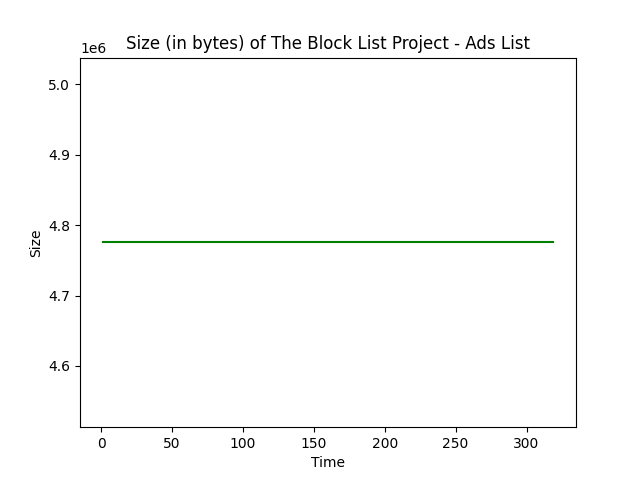 Size (in bytes) of The Block List Project - Ads List
1e6
5.0
4.9
4.8
4.7
4.6
Size
0 50 100 150 200 250 300
Time